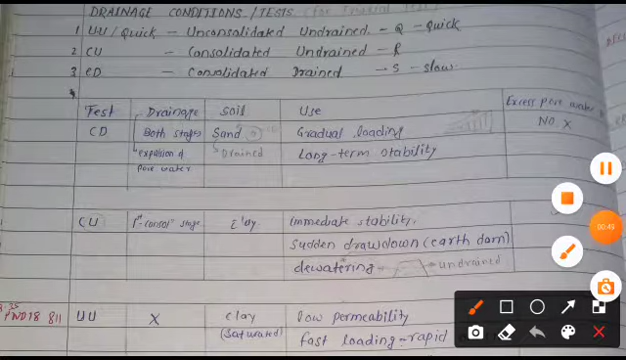 DRAINAGE CONDITIONS/TESTS
1 UU/Quick - Unconsolidated Undrained - Q - quick
2 CU - Consolidated Undrained - R
3 CD - Consolidated Drained - S - slow
Test Drainage Soil Use Excess pore water
CD Both stages Sand Gradual loading NO X
expulsion of Drained Long-term stability
pore water
CU 1st consol stage Clay Immediate stability,
Sudden drawdown (earth dam)
dewatering undrained
UU X clay low permeability
(Saturated) fast loading = rapid
00:45